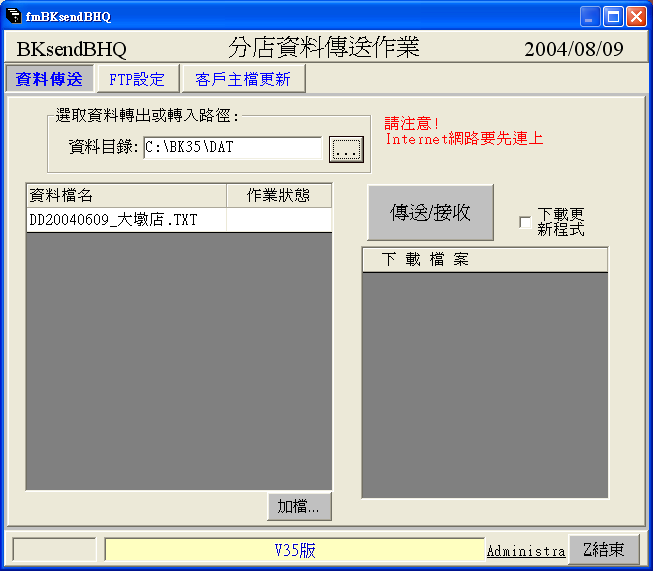 fmBKsendBHQ
BKsendBHQ
分店資料傳送作業
2004/08/09
資料傳送
FTP設定
客戶主檔更新
選取資料轉出或轉入路徑:
資料目錄:
C:\BK35\DAT
...
請注意!
Internet網路要先連上
資料檔名
作業狀態
DD20040609_大墩店.TXT
傳送/接收
下載更
新程式
下 載 檔 案
加檔...
V35版
Administra
Z結束